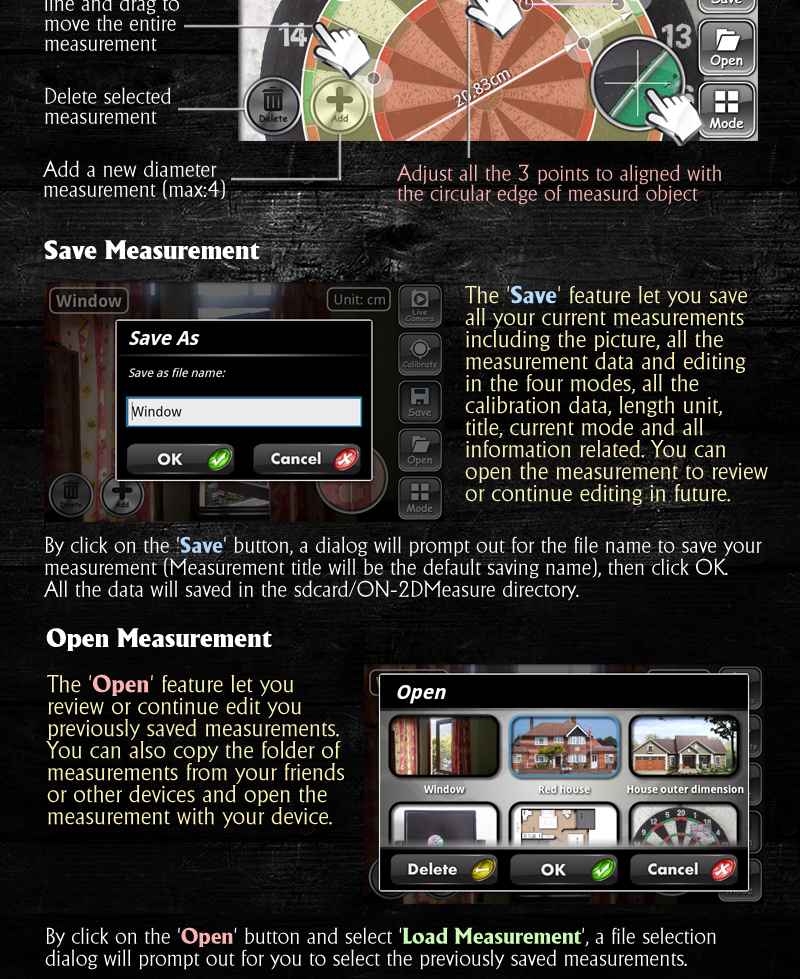 line and drag to
move the entire
measurement
14
13
Save
Open
Mode
20.83cm
Delete
Add
Delete selected
measurement
Add a new diameter
measurement (max:4)
Adjust all the 3 points to aligned with
the circular edge of measurd object
Save Measurement
Window
Unit: cm
Live
Camera
Calibrate
Save
Open
Mode
Save As
Save as file name:
Window
OK
Cancel
Delete
Add
The 'Save' feature let you save
all your current measurements
including the picture, all the
measurement data and editing
in the four modes, all the
calibration data, length unit,
title, current mode and all
information related. You can
open the measurement to review
or continue editing in future.
By click on the 'Save' button, a dialog will prompt out for the file name to save your
measurement (Measurement title will be the default saving name), then click OK.
All the data will saved in the sdcard/ON-2DMeasure directory.
Open Measurement
The 'Open' feature let you
review or continue edit you
previously saved measurements.
You can also copy the folder of
measurements from your friends
or other devices and open the
measurement with your device.
Open
Window
Red house
House outer dimension
Delete
OK
Cancel
By click on the 'Open' button and select 'Load Measurement', a file selection
dialog will prompt out for you to select the previously saved measurements.